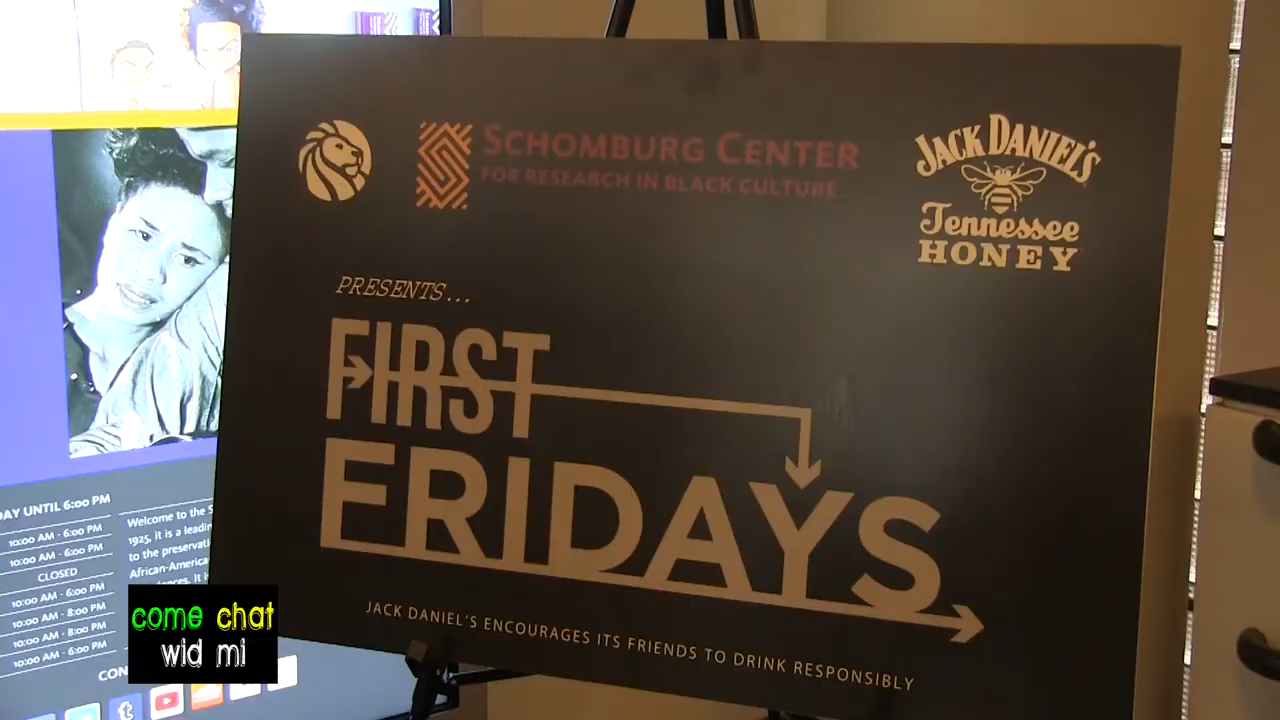 SCHOMBURG CENTER
FOR RESEARCH IN BLACK CULTURE
JACK DANIEL'S
Tennessee
HONEY
PRESENTS...
FIRST
FRIDAYS
JACK DANIEL'S ENCOURAGES ITS FRIENDS TO DRINK RESPONSIBLY
DAY UNTIL 6:00 PM
10:00 AM - 6:00 PM
10:00 AM - 6:00 PM
CLOSED
10:00 AM - 6:00 PM
10:00 AM - 8:00 PM
10:00 AM - 8:00 PM
10:00 AM - 6:00 PM
CON
Welcome to the S
1925, it is a leadin
to the preservati
African-America
It i
come chat
wid mi